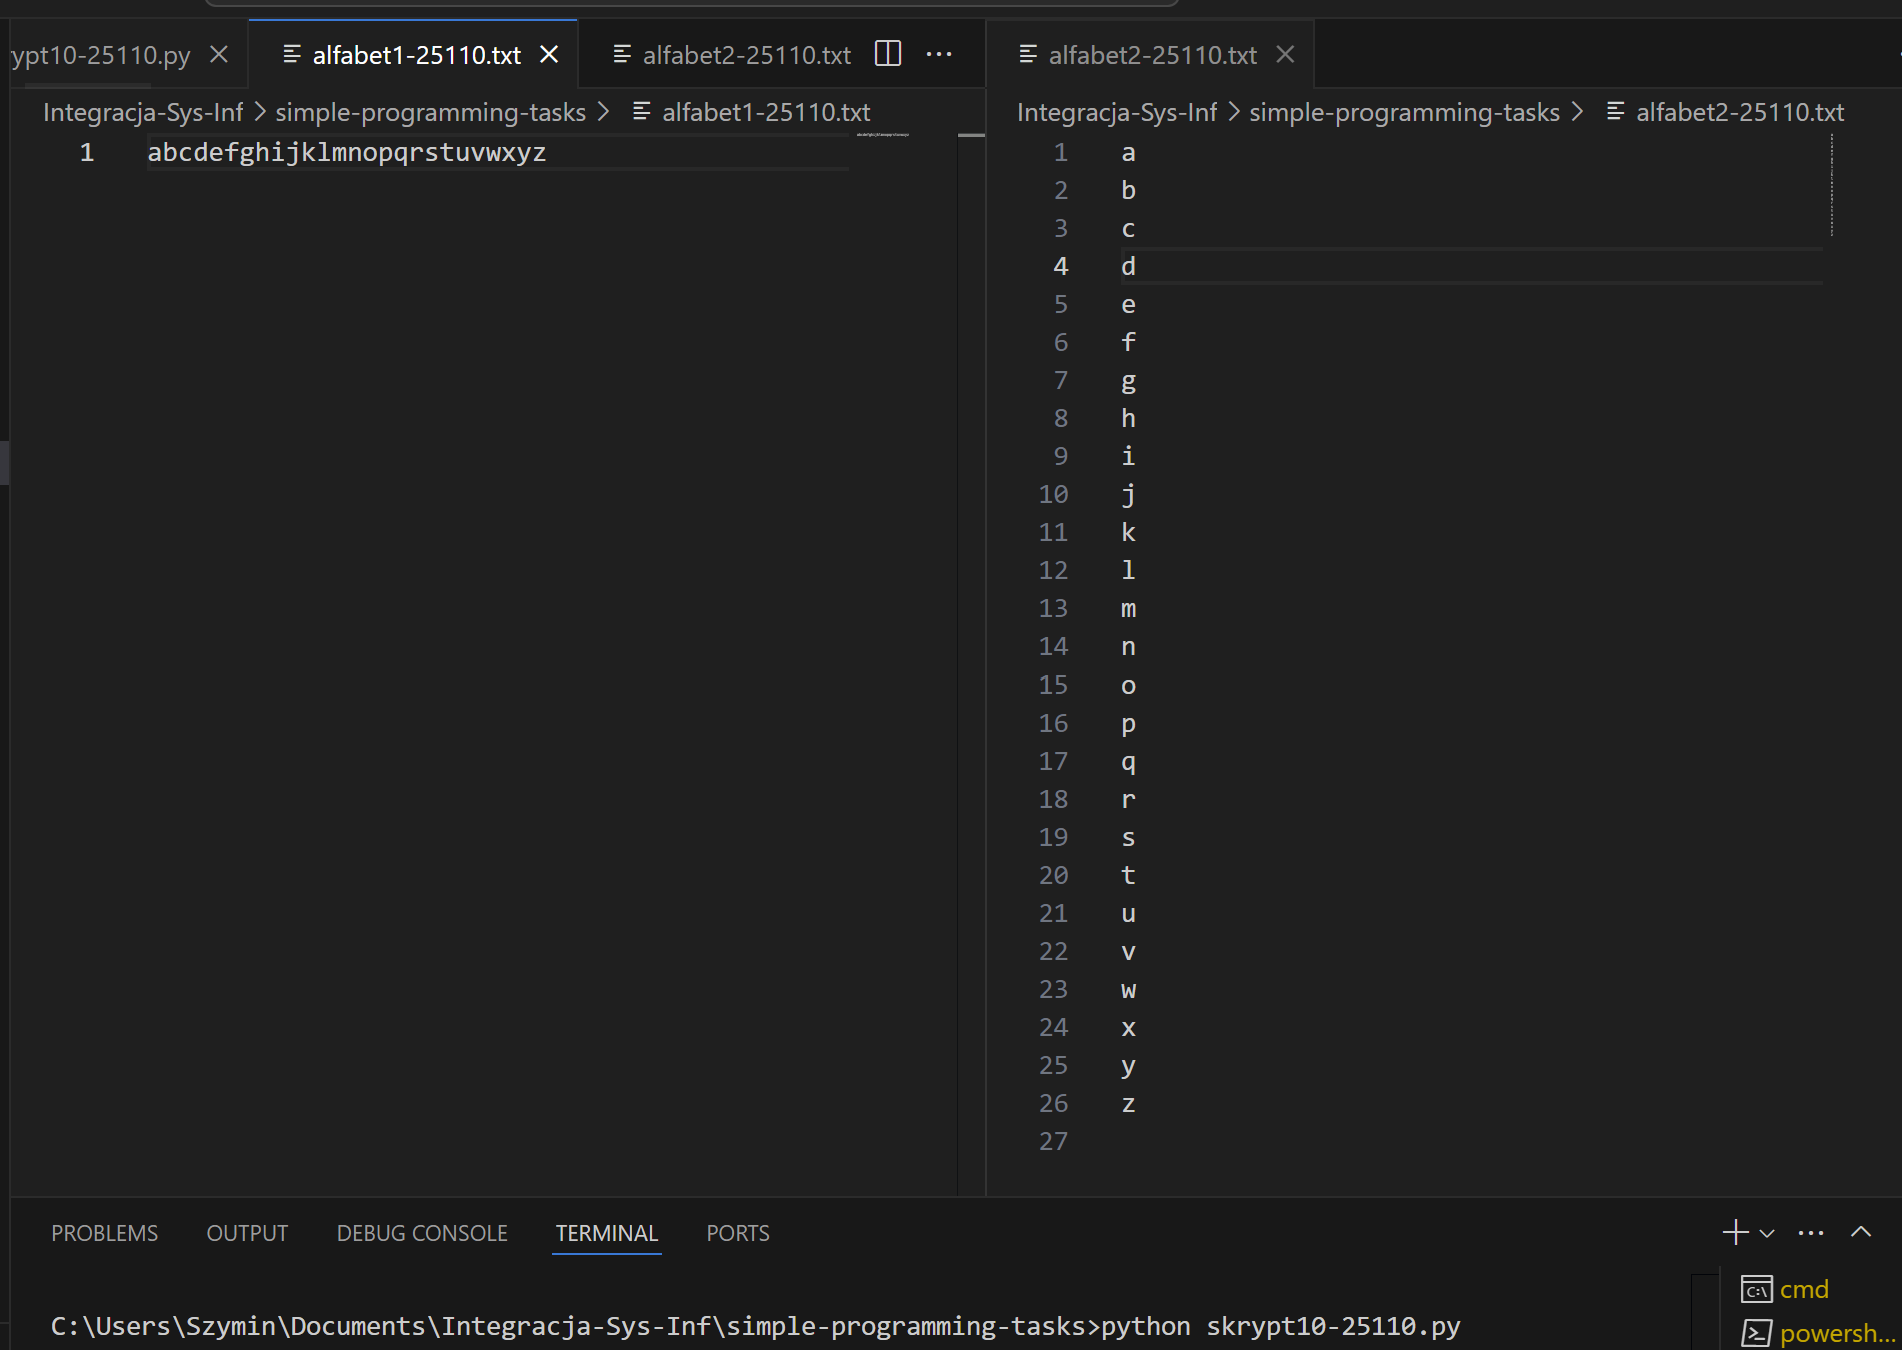 ypt10-25110.py
alfabet1-25110.txt
alfabet2-25110.txt
alfabet2-25110.txt
Integracja-Sys-Inf > simple-programming-tasks > alfabet1-25110.txt
1 abcdefghijklmnopqrstuvwxyz
Integracja-Sys-Inf > simple-programming-tasks > alfabet2-25110.txt
1 a
2 b
3 c
4 d
5 e
6 f
7 g
8 h
9 i
10 j
11 k
12 l
13 m
14 n
15 o
16 p
17 q
18 r
19 s
20 t
21 u
22 v
23 w
24 x
25 y
26 z
27
PROBLEMS OUTPUT DEBUG CONSOLE TERMINAL PORTS
C:\Users\Szymin\Documents\Integracja-Sys-Inf\simple-programming-tasks>python skrypt10-25110.py
cmd
powersh...